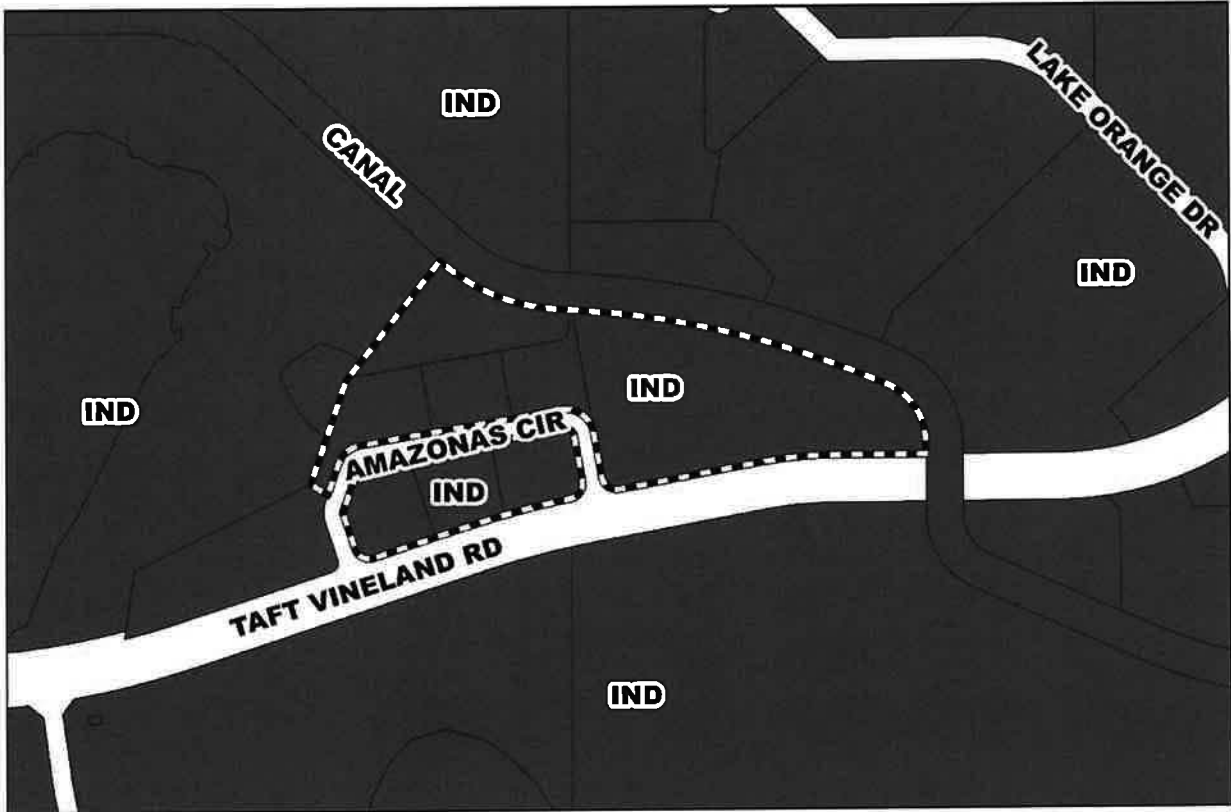 IND
CANAL
LAKE ORANGE DR
IND
IND
IND
AMAZONAS CIR
IND
TAFT VINELAND RD
IND